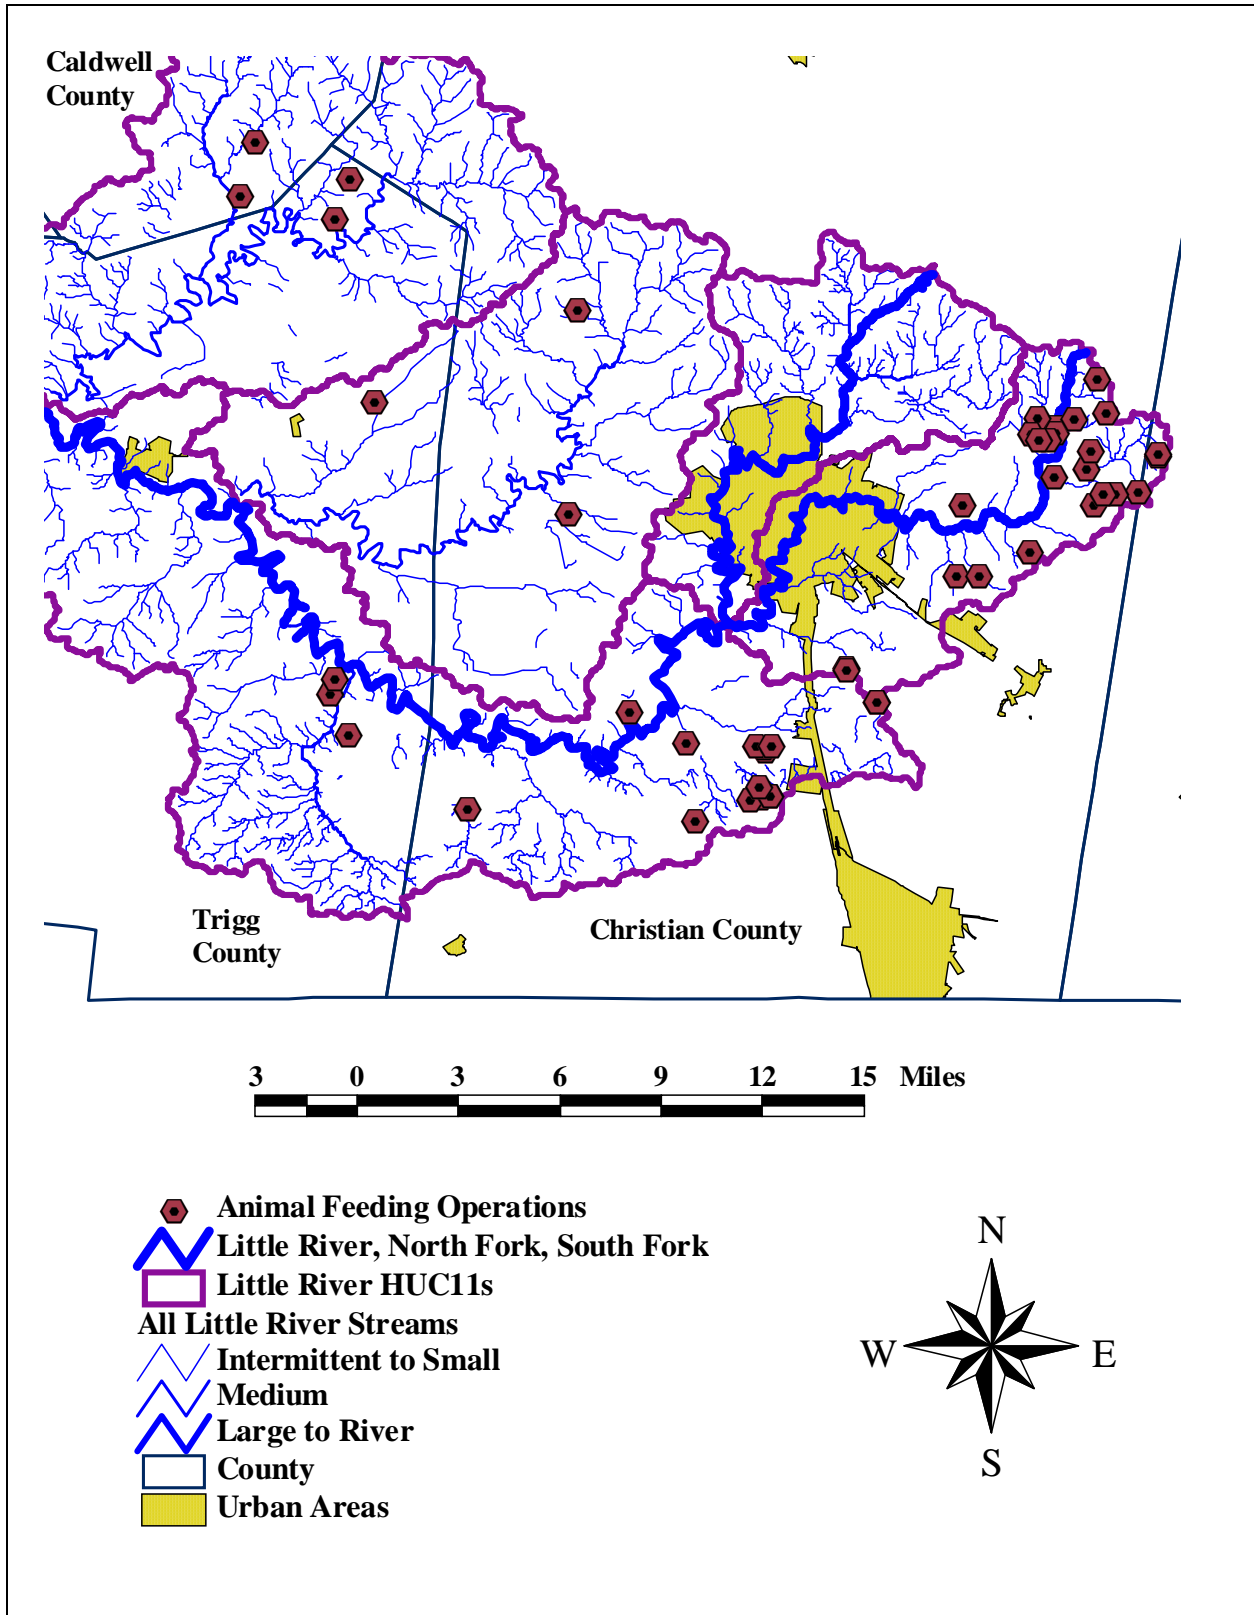 Caldwell
County
Trigg
County
Christian County
3 0 3 6 9 12 15 Miles
Animal Feeding Operations
Little River, North Fork, South Fork
Little River HUC11s
All Little River Streams
Intermittent to Small
Medium
Large to River
County
Urban Areas
N
W E
S